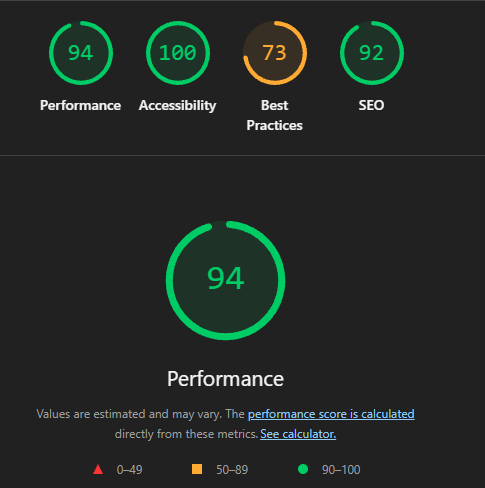 94
100
73
92
Performance
Accessibility
Best
Practices
SEO
94
Performance
Values are estimated and may vary. The performance score is calculated
directly from these metrics. See calculator.
0–49
50–89
90–100